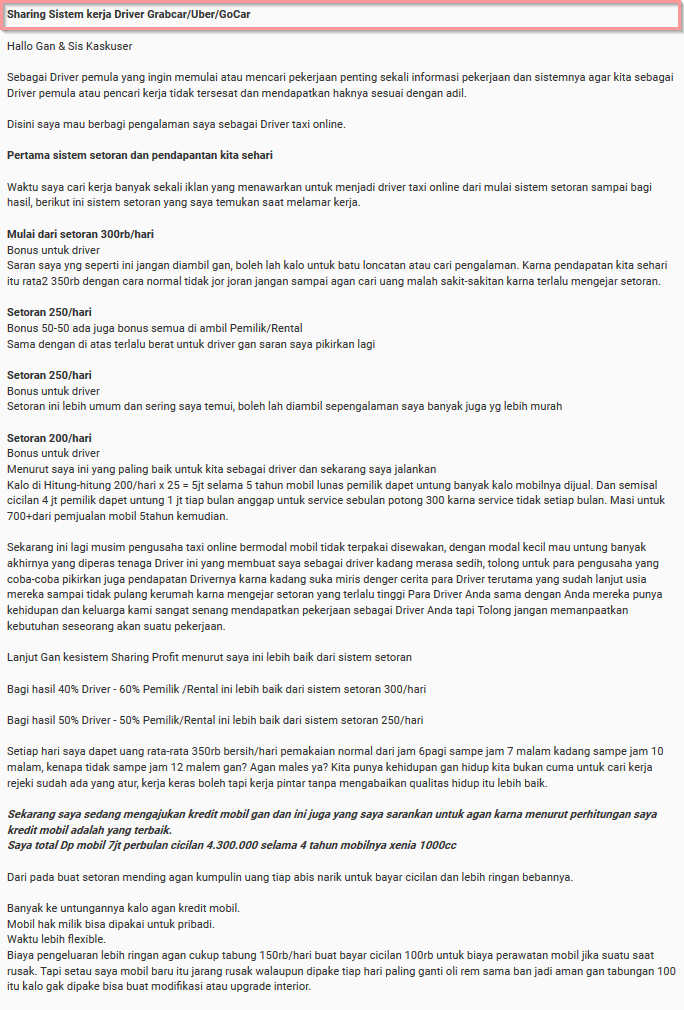 Sharing Sistem kerja Driver Grabcar/Uber/GoCar
Hallo Gan & Sis Kaskuser
Sebagai Driver pemula yang ingin memulai atau mencari pekerjaan penting sekali informasi pekerjaan dan sistemnya agar kita sebagai
Driver pemula atau pencari kerja tidak tersesat dan mendapatkan haknya sesuai dengan adil.
Disini saya mau berbagi pengalaman saya sebagai Driver taxi online.
Pertama sistem setoran dan pendapantan kita sehari
Waktu saya cari kerja banyak sekali iklan yang menawarkan untuk menjadi driver taxi online dari mulai sistem setoran sampai bagi
hasil, berikut ini sistem setoran yang saya temukan saat melamar kerja.
Mulai dari setoran 300rb/hari
Bonus untuk driver
Saran saya yng seperti ini jangan diambil gan, boleh lah kalo untuk batu loncatan atau cari pengalaman. Karna pendapatan kita sehari
itu rata2 350rb dengan cara normal tidak jor joran jangan sampai agan cari uang malah sakit-sakitan karna terlalu mengejar setoran.
Setoran 250/hari
Bonus 50-50 ada juga bonus semua di ambil Pemilik/Rental
Sama dengan di atas terlalu berat untuk driver gan saran saya pikirkan lagi
Setoran 250/hari
Bonus untuk driver
Setoran ini lebih umum dan sering saya temui, boleh lah diambil sepengalaman saya banyak juga yg lebih murah
Setoran 200/hari
Bonus untuk driver
Menurut saya ini yang paling baik untuk kita sebagai driver dan sekarang saya jalankan
Kalo di Hitung-hitung 200/hari x 25 = 5jt selama 5 tahun mobil lunas pemilik dapet untung banyak kalo mobilnya dijual. Dan semisal
cicilan 4 jt pemilik dapet untung 1 jt tiap bulan anggap untuk service sebulan potong 300 karna service tidak setiap bulan. Masi untuk
700+dari pemjualan mobil 5tahun kemudian.
Sekarang ini lagi musim pengusaha taxi online bermodal mobil tidak terpakai disewakan, dengan modal kecil mau untung banyak
akhirnya yang diperas tenaga Driver ini yang membuat saya sebagai driver kadang merasa sedih, tolong untuk para pengusaha yang
coba-coba pikirkan juga pendapatan Drivernya karna kadang suka miris denger cerita para Driver terutama yang sudah lanjut usia
mereka sampai tidak pulang kerumah karna mengejar setoran yang terlalu tinggi Para Driver Anda sama dengan Anda mereka punya
kehidupan dan keluarga kami sangat senang mendapatkan pekerjaan sebagai Driver Anda tapi Tolong jangan memanpaatkan
kebutuhan seseorang akan suatu pekerjaan.
Lanjut Gan kesistem Sharing Profit menurut saya ini lebih baik dari sistem setoran
Bagi hasil 40% Driver - 60% Pemilik /Rental ini lebih baik dari sistem setoran 300/hari
Bagi hasil 50% Driver - 50% Pemilik/Rental ini lebih baik dari sistem setoran 250/hari
Setiap hari saya dapet uang rata-rata 350rb bersih/hari pemakaian normal dari jam 6pagi sampe jam 7 malam kadang sampe jam 10
malam, kenapa tidak sampe jam 12 malem gan? Agan males ya? Kita punya kehidupan gan hidup kita bukan cuma untuk cari kerja
rejeki sudah ada yang atur, kerja keras boleh tapi kerja pintar tanpa mengabaikan qualitas hidup itu lebih baik.
Sekarang saya sedang mengajukan kredit mobil gan dan ini juga yang saya sarankan untuk agan karna menurut perhitungan saya
kredit mobil adalah yang terbaik.
Saya total Dp mobil 7jt perbulan cicilan 4.300.000 selama 4 tahun mobilnya xenia 1000cc
Dari pada buat setoran mending agan kumpulin uang tiap abis narik untuk bayar cicilan dan lebih ringan bebannya.
Banyak ke untungannya kalo agan kredit mobil.
Mobil hak milik bisa dipakai untuk pribadi.
Waktu lebih flexible.
Biaya pengeluaran lebih ringan agan cukup tabung 150rb/hari buat bayar cicilan 100rb untuk biaya perawatan mobil jika suatu saat
rusak. Tapi setau saya mobil baru itu jarang rusak walaupun dipake tiap hari paling ganti oli rem sama ban jadi aman gan tabungan 100
itu kalo gak dipake bisa buat modifikasi atau upgrade interior.